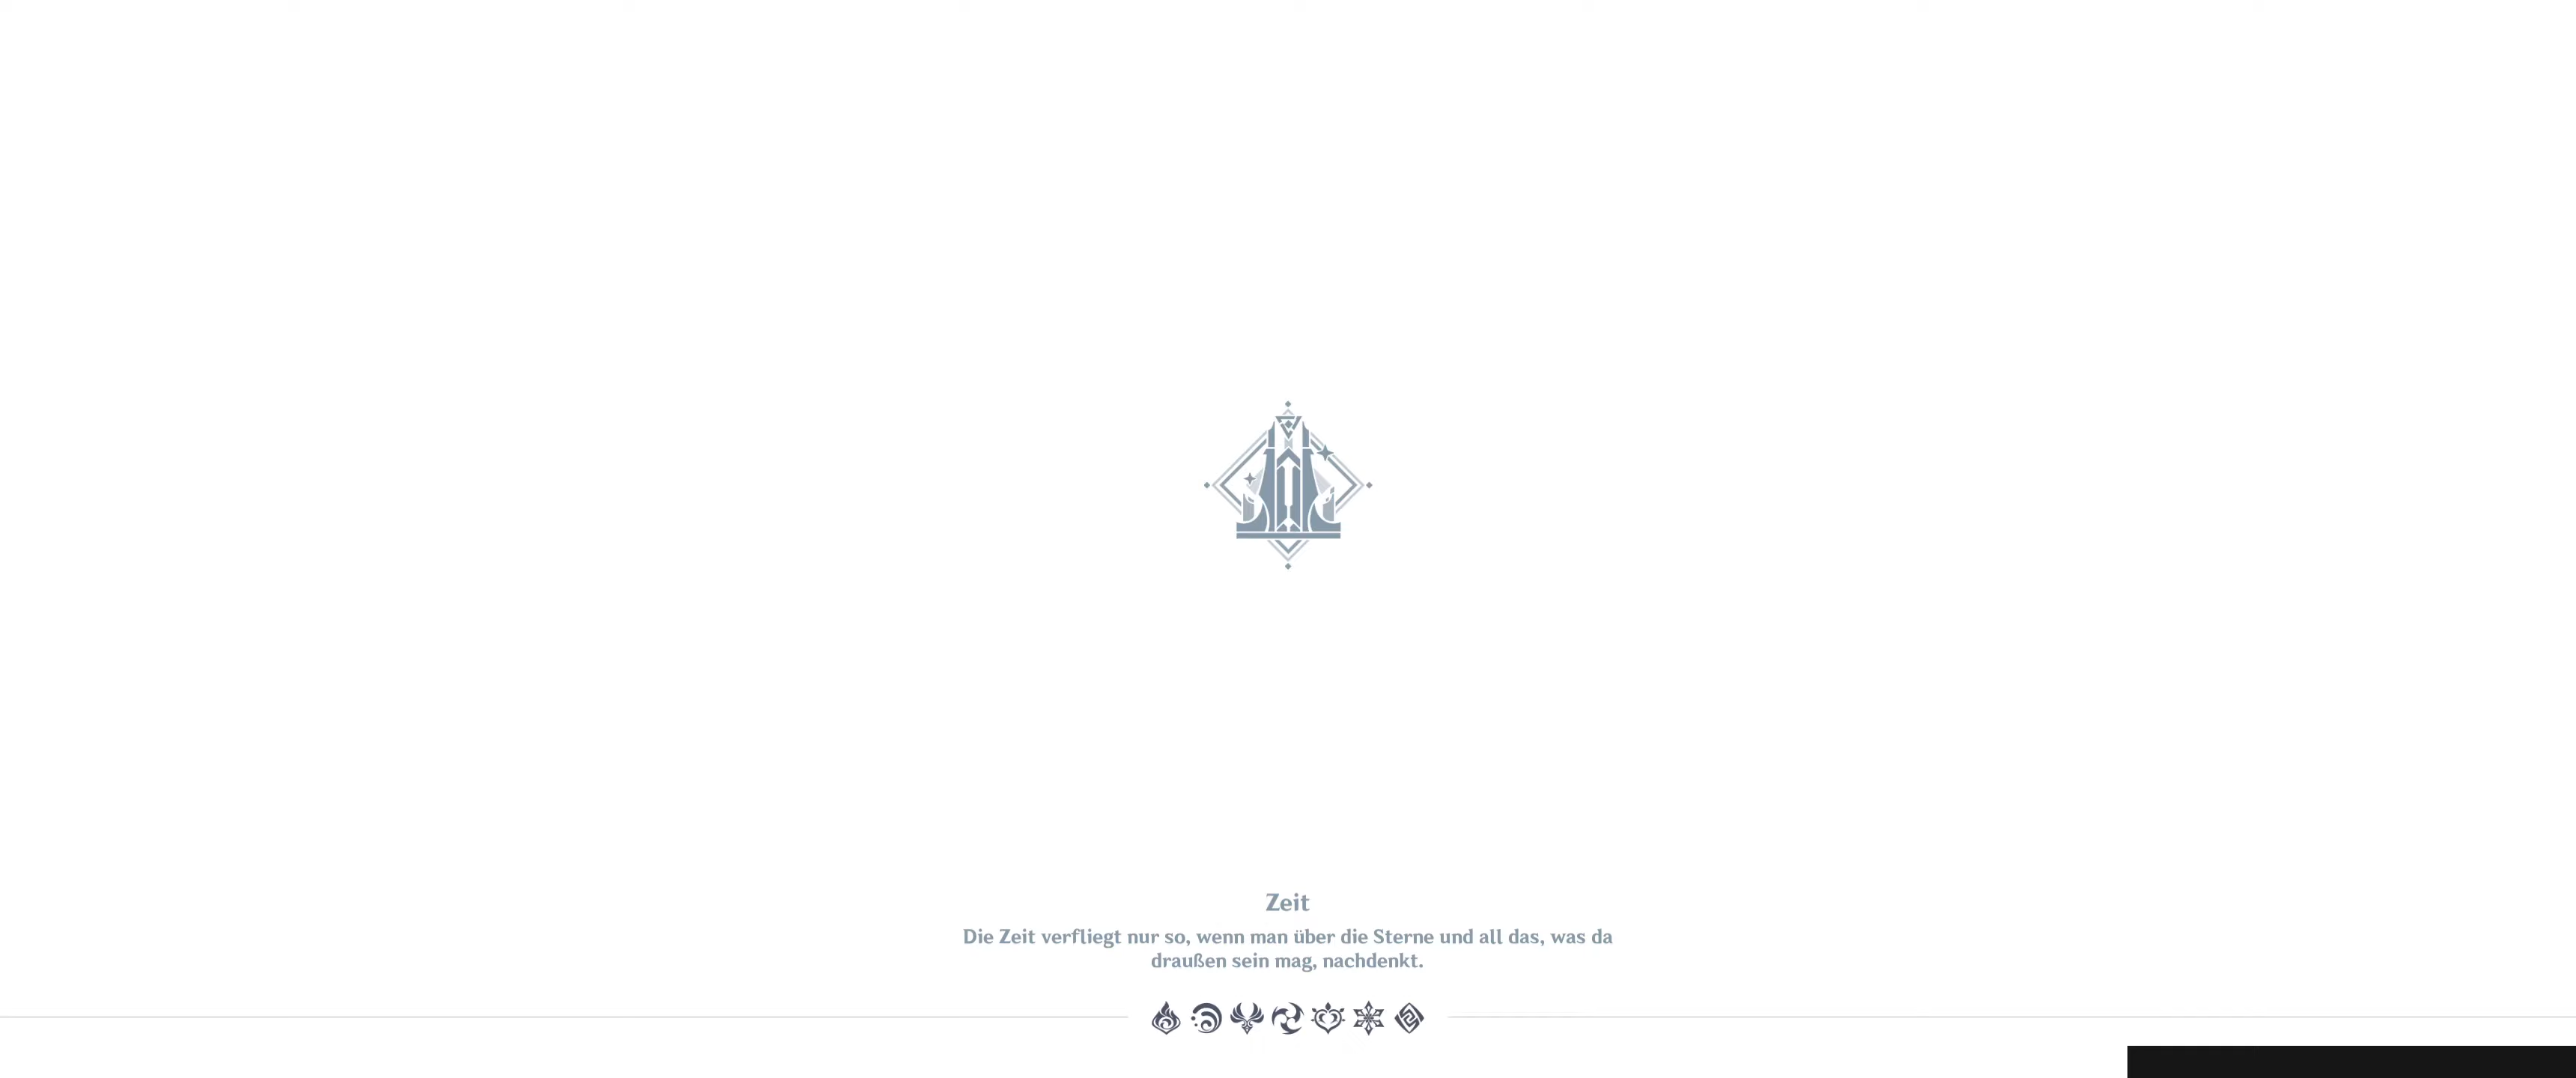 Zeit
Die Zeit verfliegt nur so, wenn man über die Sterne und all das, was da
draußen sein mag, nachdenkt.